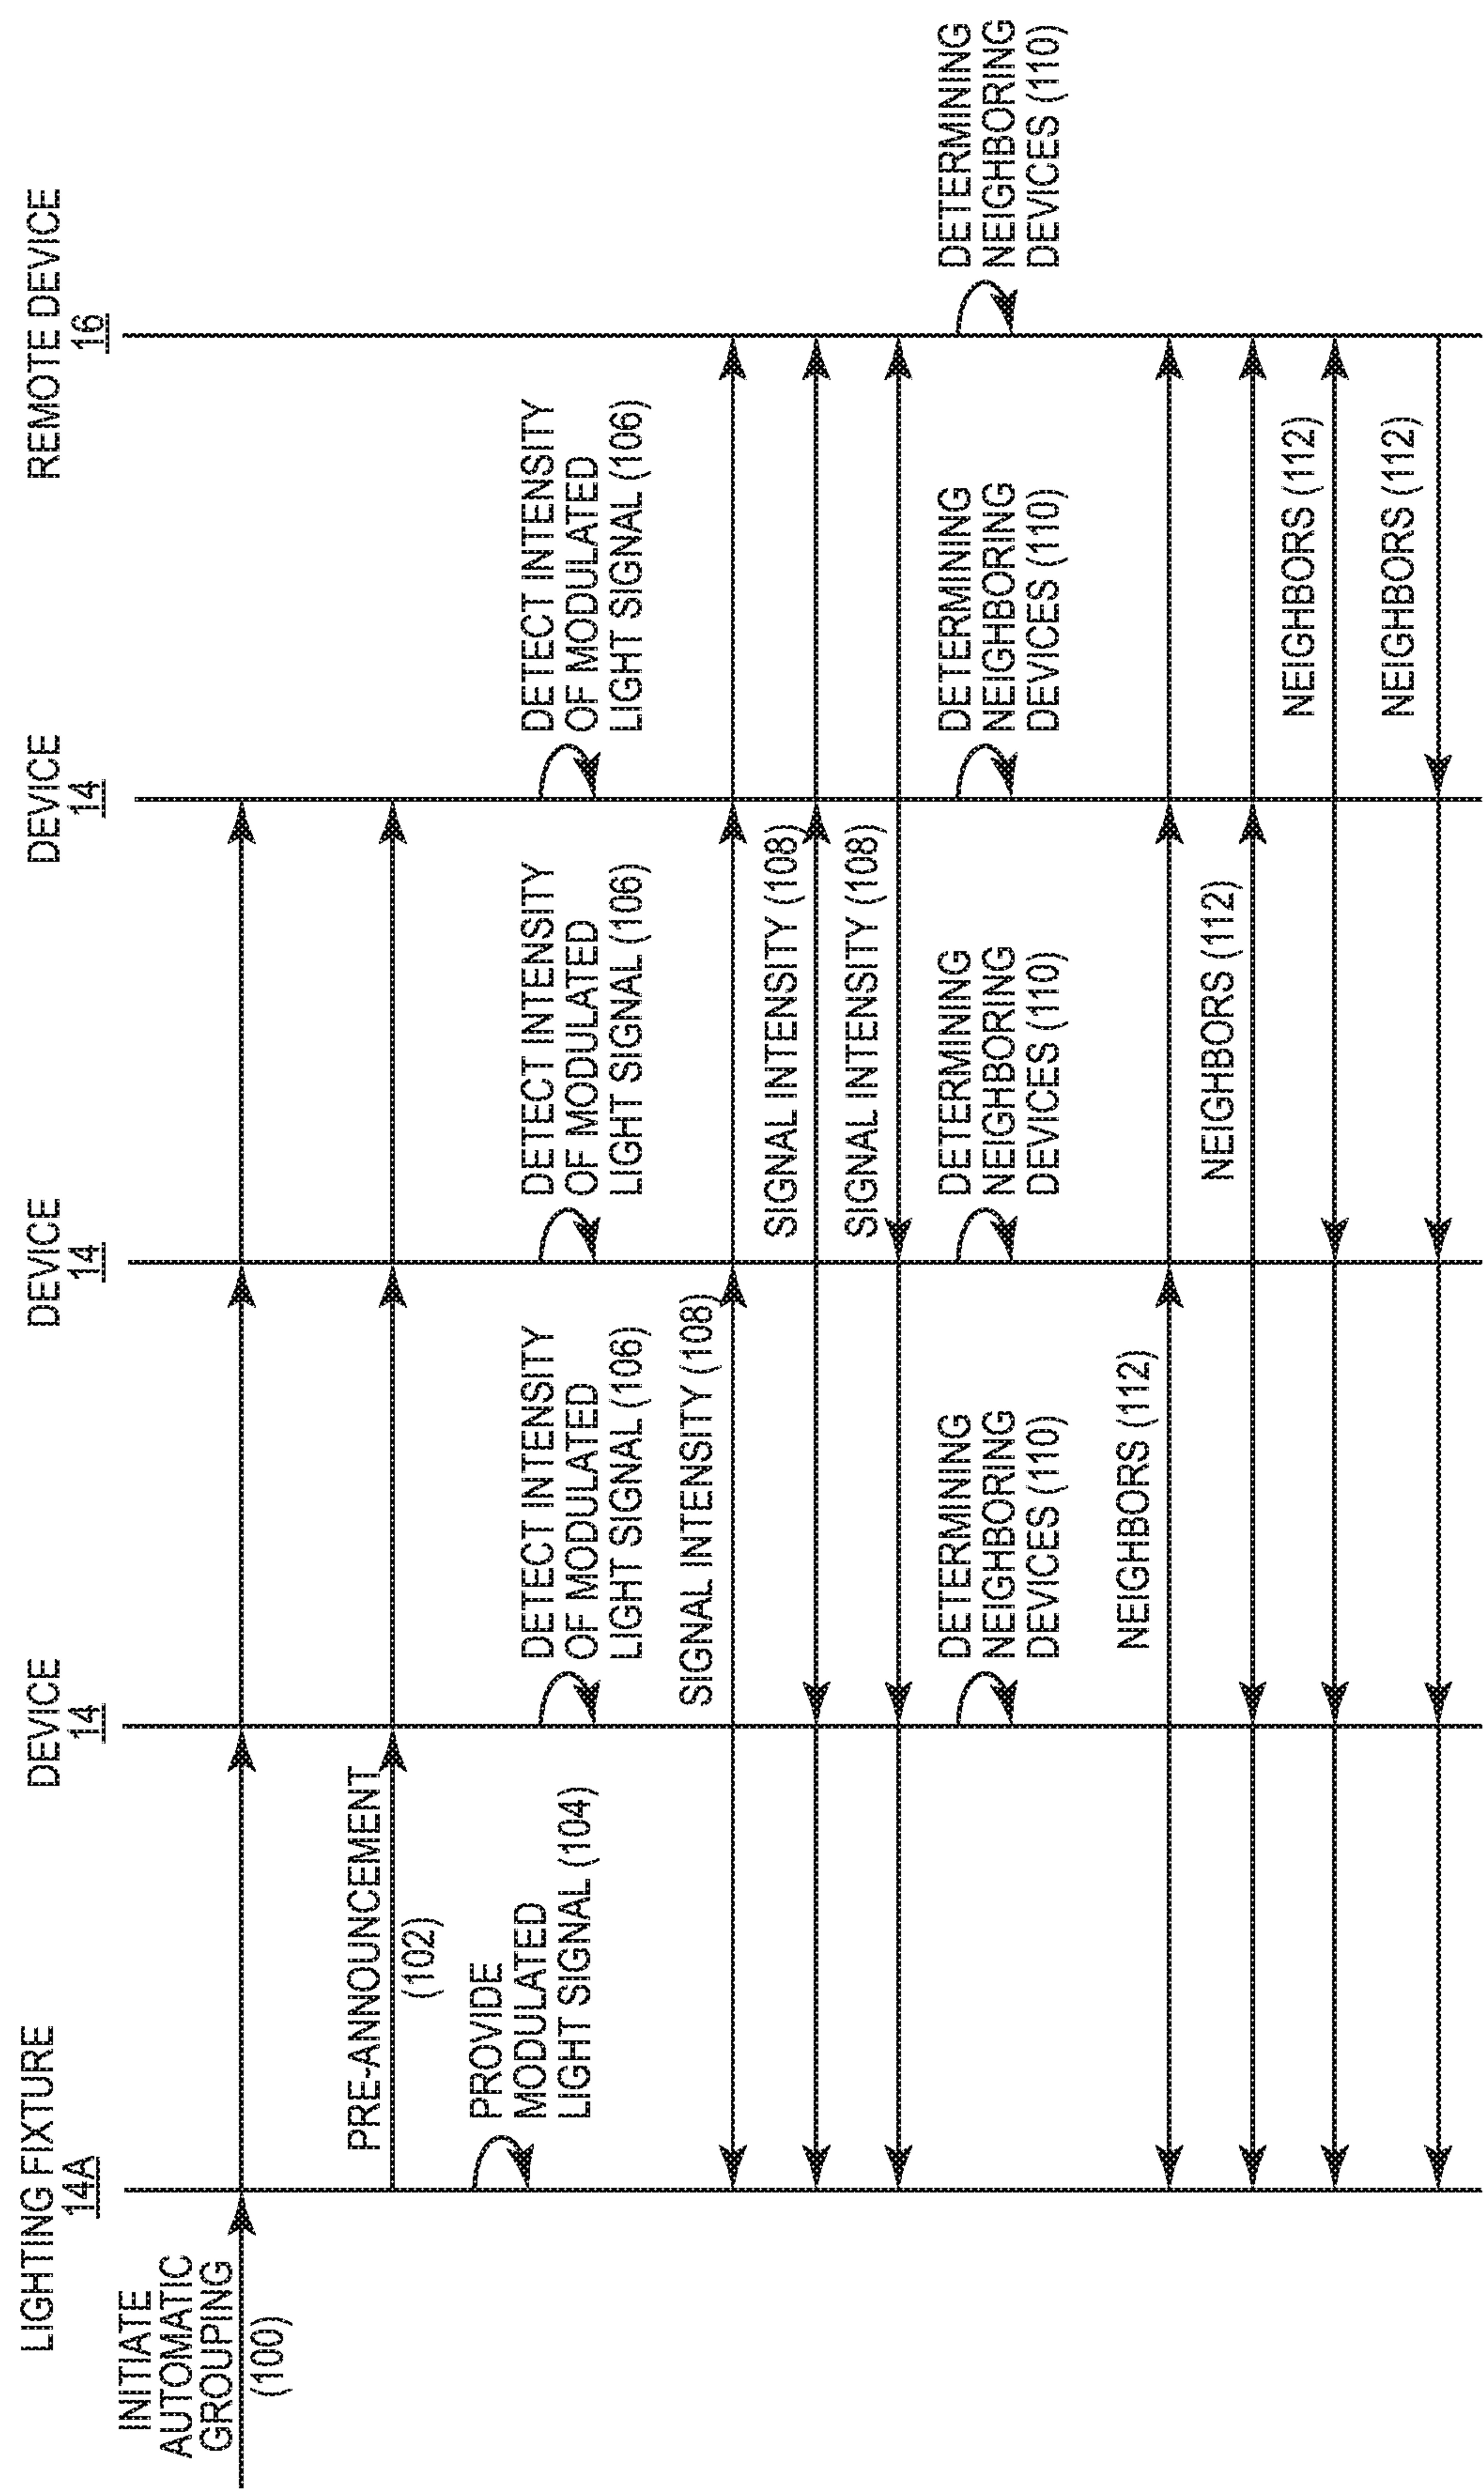 LIGHTING FIXTURE
14A
DEVICE
14
DEVICE
14
DEVICE
14
REMOTE DEVICE
16
INITIATE
AUTOMATIC
GROUPING
(100)
PRE-ANNOUNCEMENT
(102)
PROVIDE
MODULATED
LIGHT SIGNAL (104)
DETECT INTENSITY
OF MODULATED
LIGHT SIGNAL (106)
DETECT INTENSITY
OF MODULATED
LIGHT SIGNAL (106)
DETECT INTENSITY
OF MODULATED
LIGHT SIGNAL (106)
SIGNAL INTENSITY (108)
SIGNAL INTENSITY (108)
SIGNAL INTENSITY (108)
DETERMINING
NEIGHBORING
DEVICES (110)
DETERMINING
NEIGHBORING
DEVICES (110)
DETERMINING
NEIGHBORING
DEVICES (110)
DETERMINING
NEIGHBORING
DEVICES (110)
NEIGHBORS (112)
NEIGHBORS (112)
NEIGHBORS (112)
NEIGHBORS (112)